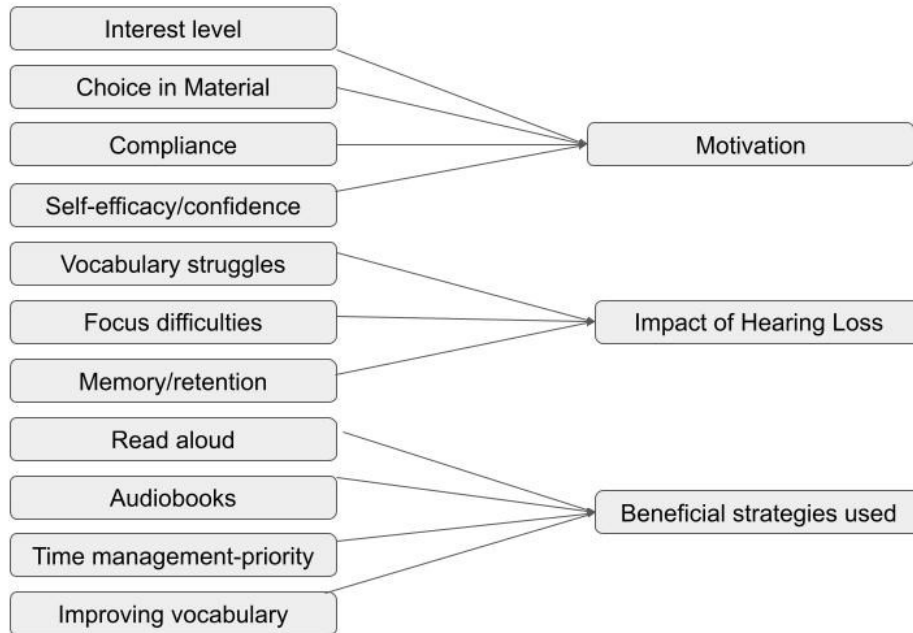 Interest level
Choice in Material
Compliance
Self-efficacy/confidence
Motivation
Vocabulary struggles
Focus difficulties
Memory/retention
Impact of Hearing Loss
Read aloud
Audiobooks
Time management-priority
Improving vocabulary
Beneficial strategies used